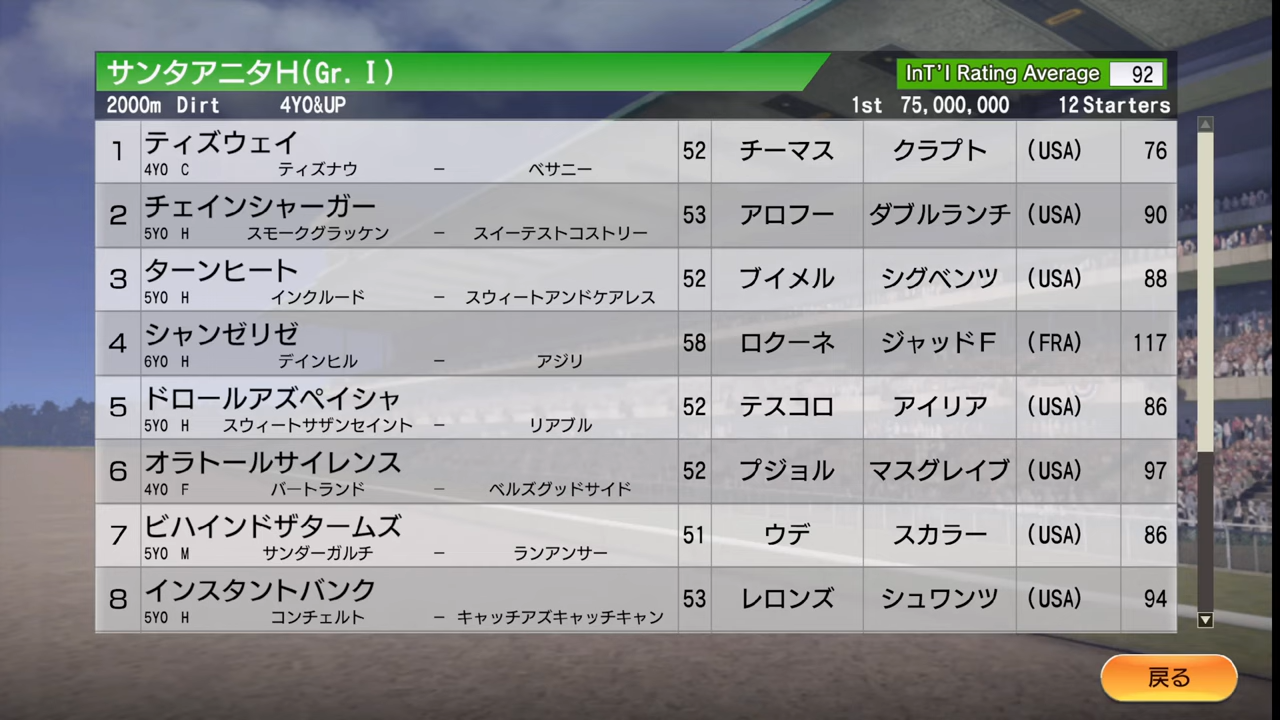 サンタアニタH(Gr.Ⅰ)
InT'l Rating Average 92
2000m Dirt 4YO&UP 1st 75,000,000 12Starters
1 ティズウェイ 52 チーマス クラプト (USA) 76
4YO C ティズナウ − ベサニー
2 チェインシャーガー 53 アロフー ダブルランチ (USA) 90
5YO H スモークグラッケン − スイーテストコストリー
3 ターンヒート 52 ブイメル シグベンツ (USA) 88
5YO H インクルード − スウィートアンドケアレス
4 シャンゼリゼ 58 ロクーネ ジャッドF (FRA) 117
6YO H デインヒル − アジリ
5 ドロールアズペイシャ 52 テスコロ アイリア (USA) 86
5YO H スウィートサザンセイント − リアブル
6 オラトールサイレンス 52 プジョル マスグレイブ (USA) 97
4YO F バートランド − ベルズグッドサイド
7 ビハインドザタームズ 51 ウデ スカラー (USA) 86
5YO M サンダーガルチ − ランアンサー
8 インスタントバンク 53 レロンズ シュワンツ (USA) 94
5YO H コンチェルト − キャッチアズキャッチキャン
戻る